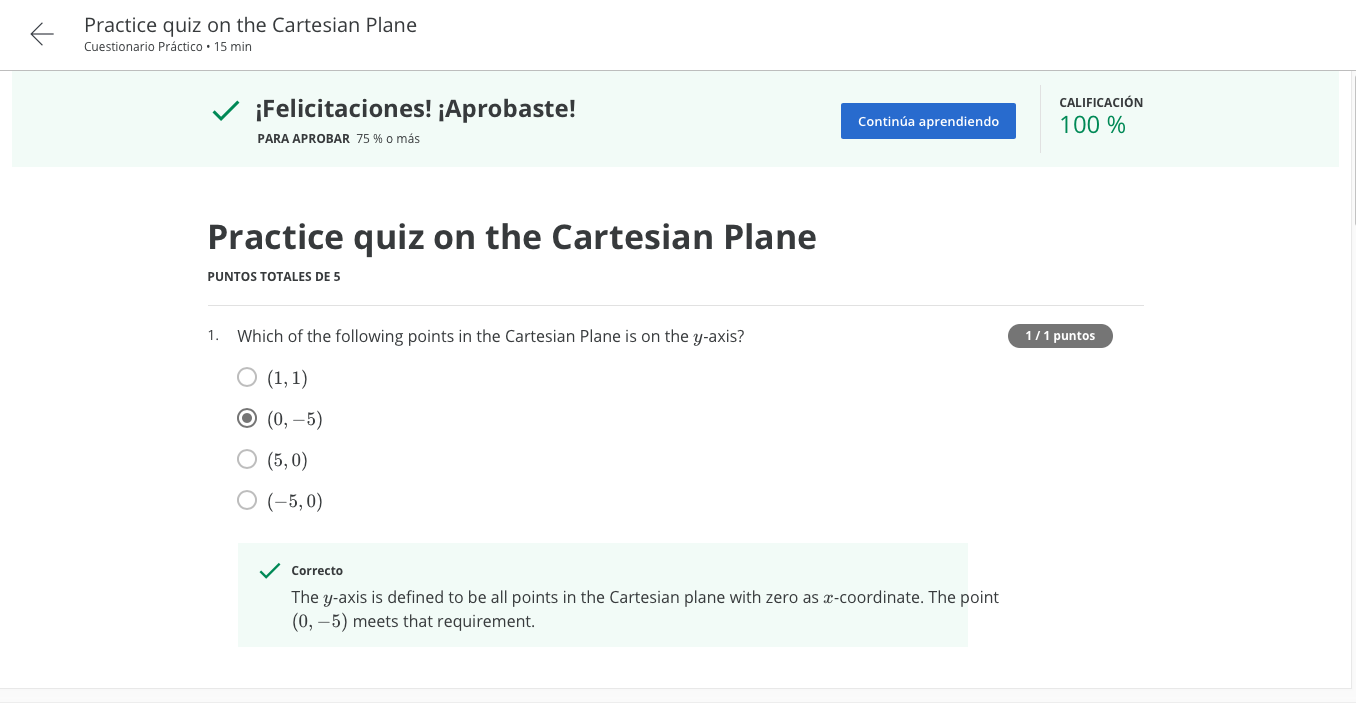 Practice quiz on the Cartesian Plane
Cuestionario Práctico • 15 min
¡Felicitaciones! ¡Aprobaste!
PARA APROBAR 75 % o más
Continúa aprendiendo
CALIFICACIÓN
100 %
Practice quiz on the Cartesian Plane
PUNTOS TOTALES DE 5
1. Which of the following points in the Cartesian Plane is on the y-axis?
1 / 1 puntos
(1, 1)
(0, −5)
(5, 0)
(−5, 0)
Correcto
The y-axis is defined to be all points in the Cartesian plane with zero as x-coordinate. The point
(0, −5) meets that requirement.